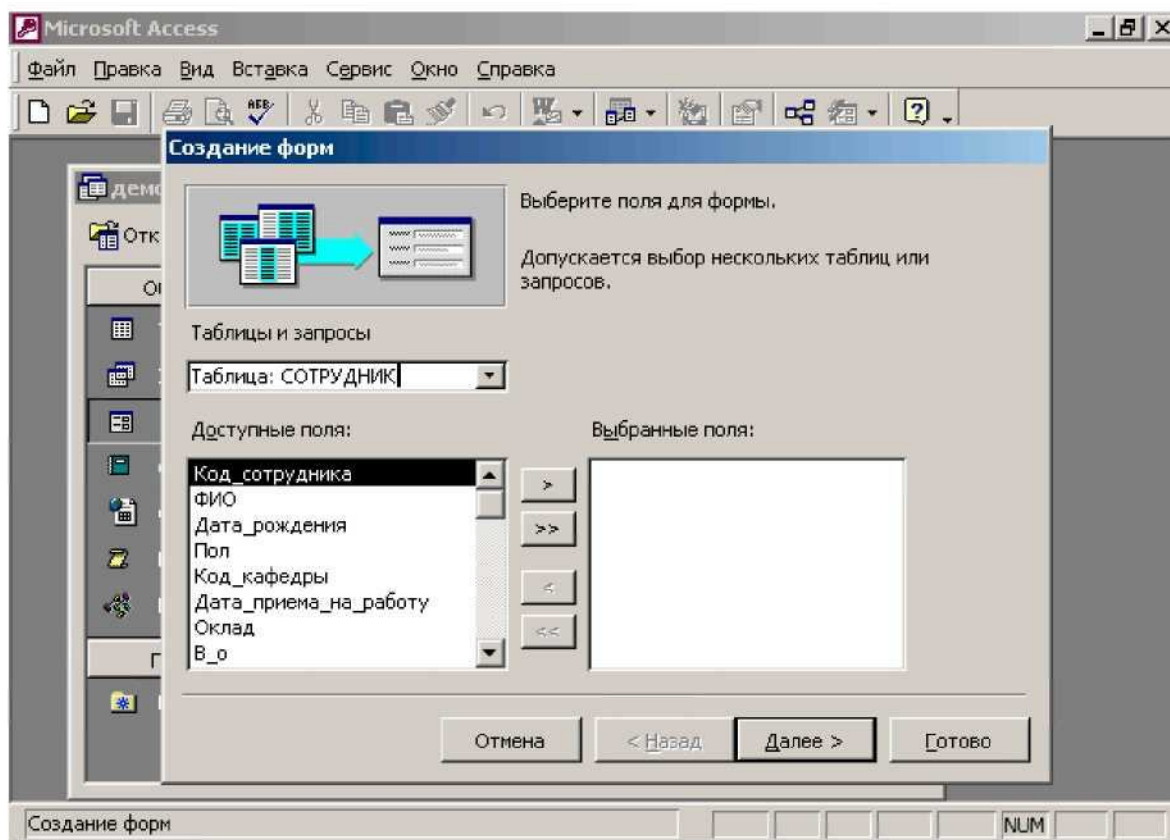 Microsoft Access
Файл Правка Вид Вставка Сервис Окно Справка
Создание форм
Выберите поля для формы.
Допускается выбор нескольких таблиц или
запросов.
Таблицы и запросы
Таблица: СОТРУДНИК
Доступные поля:
Выбранные поля:
Код_сотрудника
ФИО
Дата_рождения
Пол
Код_кафедры
Дата_приема_на_работу
Оклад
В_о
>
>>
<
<<
Отмена
< Назад
Далее >
Готово
Создание форм
NUM